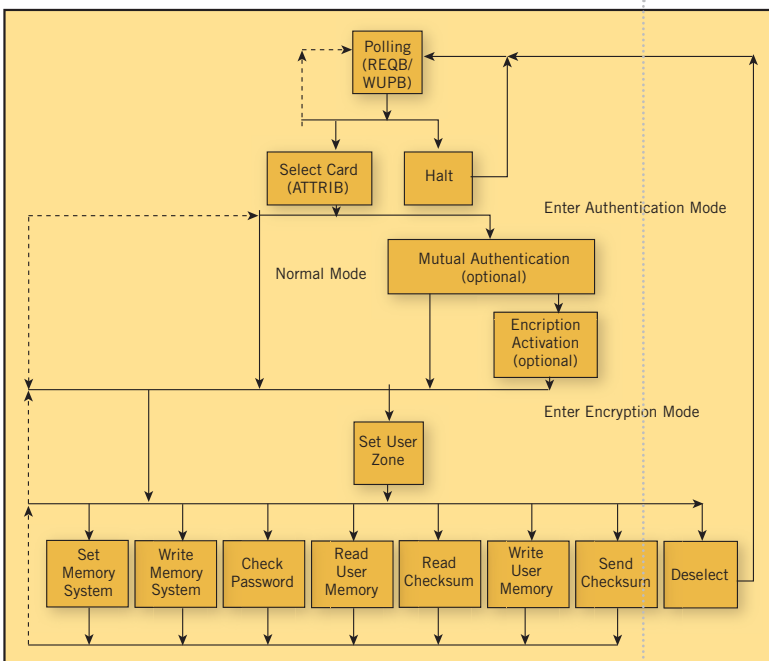 Polling
(REQB/
WUPB)
Select Card
(ATTRIB)
Halt
Enter Authentication Mode
Mutual Authentication
(optional)
Normal Mode
Encription
Activation
(optional)
Enter Encryption Mode
Set User
Zone
Set
Memory
System
Write
Memory
System
Check
Password
Read
User
Memory
Read
Checksum
Write
User
Memory
Send
Checksum
Deselect